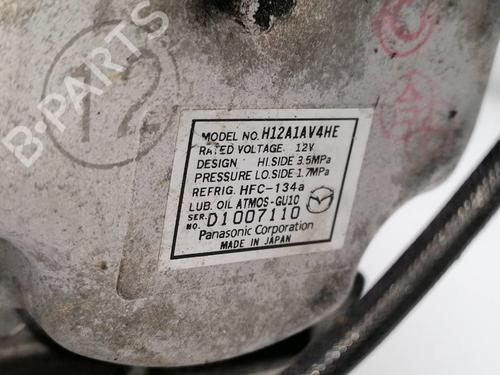 B-PARTS
12
MODEL NO. H12A1AV4HE
RATED VOLTAGE 12V
DESIGN HI.SIDE 3.5MPa
PRESSURE LO.SIDE 1.7MPa
REFRIG. HFC-134a
LUB. OIL ATMOS-GU10
SER. NO. D1007110
Panasonic Corporation
MADE IN JAPAN